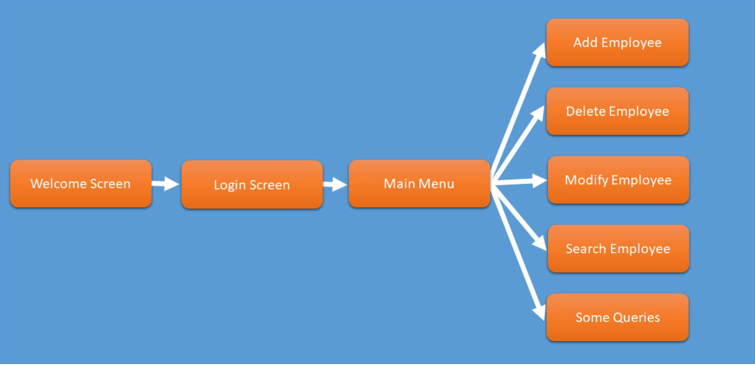 Welcome Screen
Login Screen
Main Menu
Add Employee
Delete Employee
Modify Employee
Search Employee
Some Queries